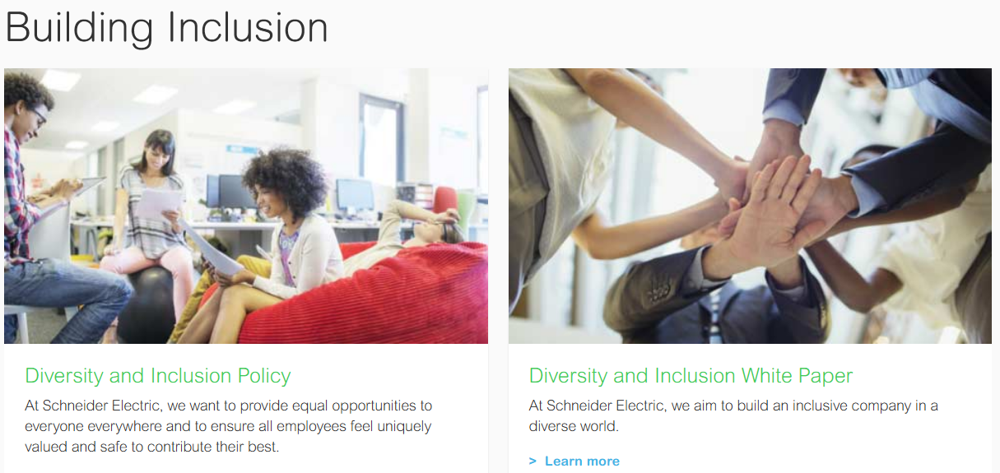 Building Inclusion
Diversity and Inclusion Policy
At Schneider Electric, we want to provide equal opportunities to
everyone everywhere and to ensure all employees feel uniquely
valued and safe to contribute their best.
Diversity and Inclusion White Paper
At Schneider Electric, we aim to build an inclusive company in a
diverse world.
> Learn more